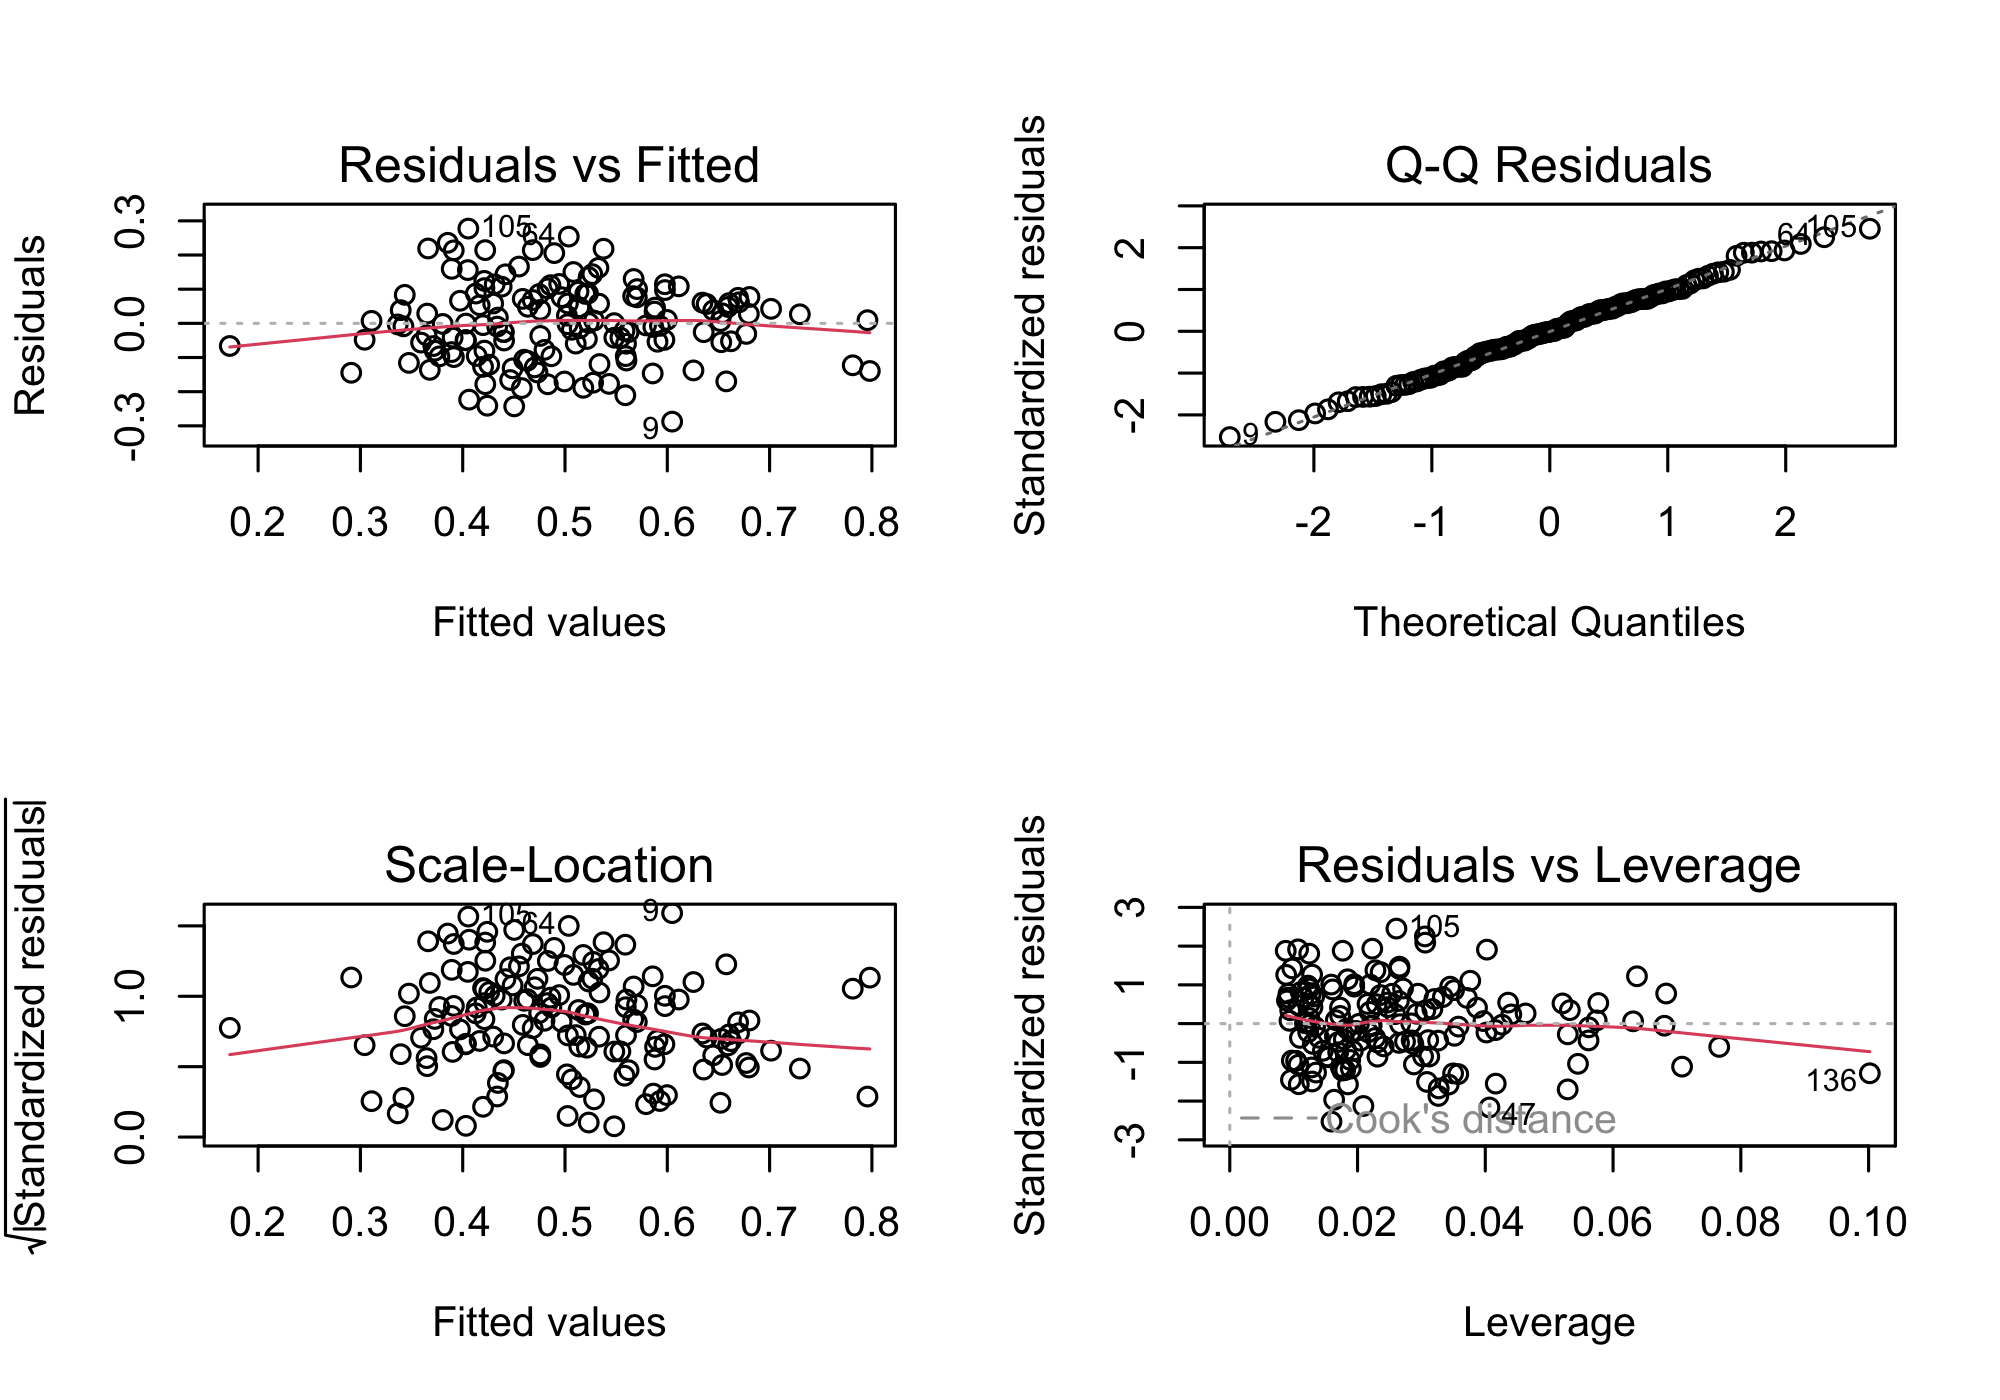 Residuals vs Fitted
Residuals
0.3
0.0
-0.3
105
64
9
0.2 0.3 0.4 0.5 0.6 0.7 0.8
Fitted values
Q-Q Residuals
Standardized residuals
2
0
-2
64
105
9
-2 -1 0 1 2
Theoretical Quantiles
Scale-Location
√|Standardized residuals|
1.0
0.0
105
64
9
0.2 0.3 0.4 0.5 0.6 0.7 0.8
Fitted values
Residuals vs Leverage
Standardized residuals
3
1
-1
-3
105
136
47
Cook's distance
0.00 0.02 0.04 0.06 0.08 0.10
Leverage